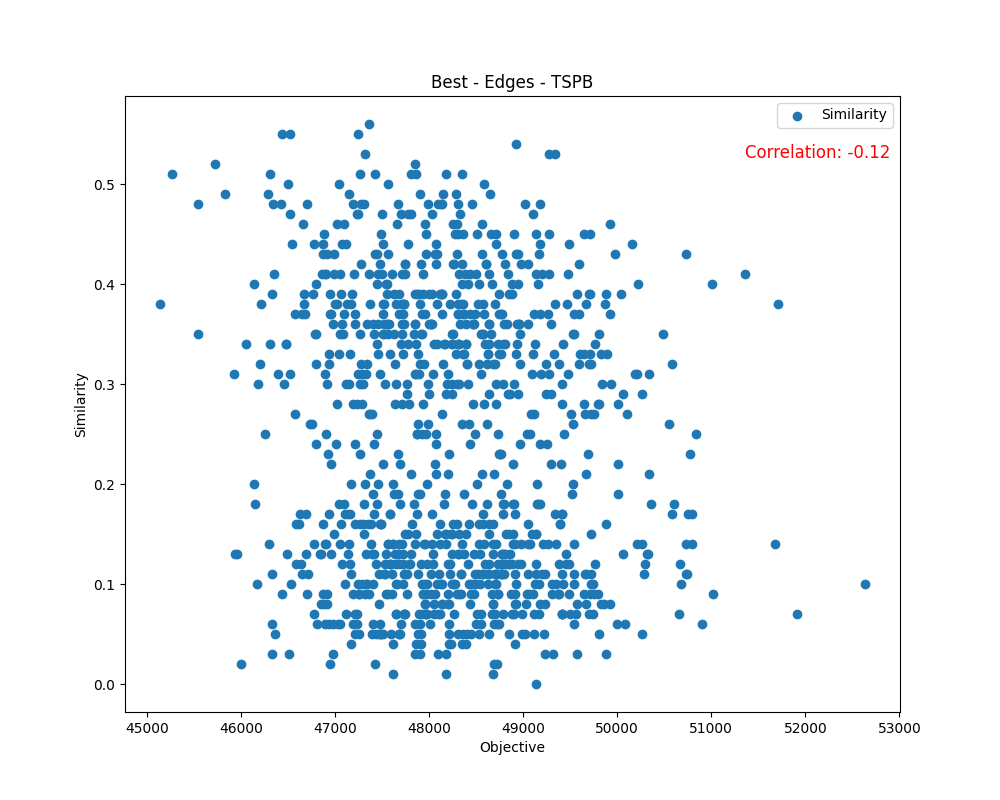 Best - Edges - TSPB
Similarity
Correlation: -0.12
0.5
0.4
0.3
0.2
0.1
0.0
Similarity
45000 46000 47000 48000 49000 50000 51000 52000 53000
Objective